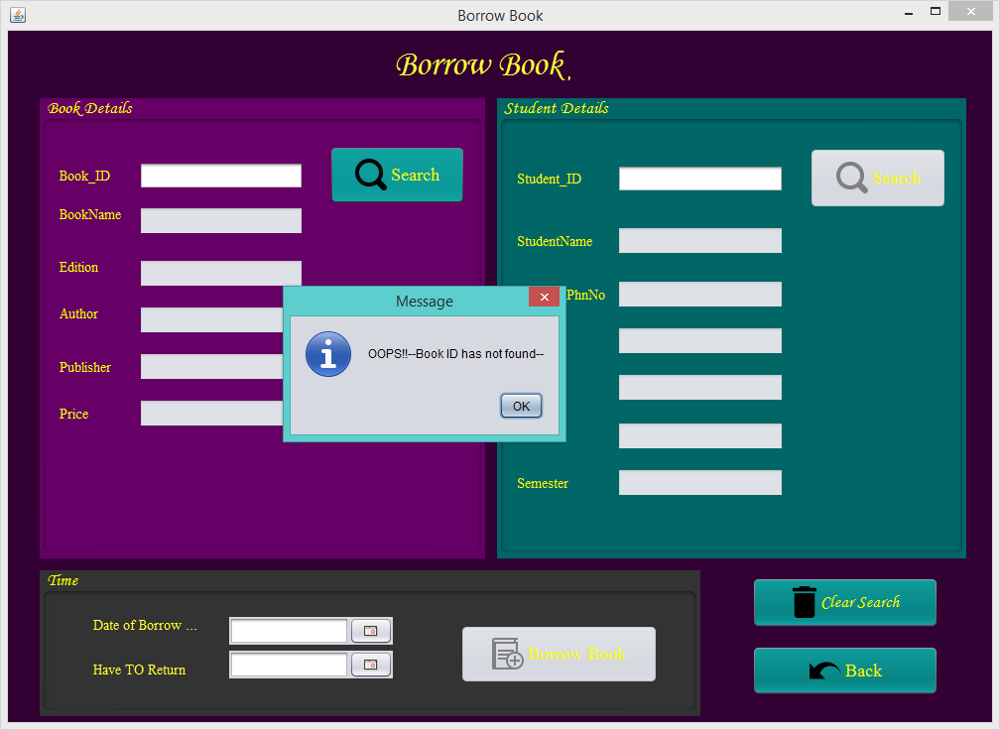 Borrow Book
Borrow Book.
Book Details
Book_ID
Search
BookName
Edition
Author
Publisher
Price
Student Details
Student_ID
Search
StudentName
PhnNo
Semester
Message
OOPS!!--Book ID has not found--
OK
Time
Date of Borrow ...
Have TO Return
Borrow Book
Clear Search
Back